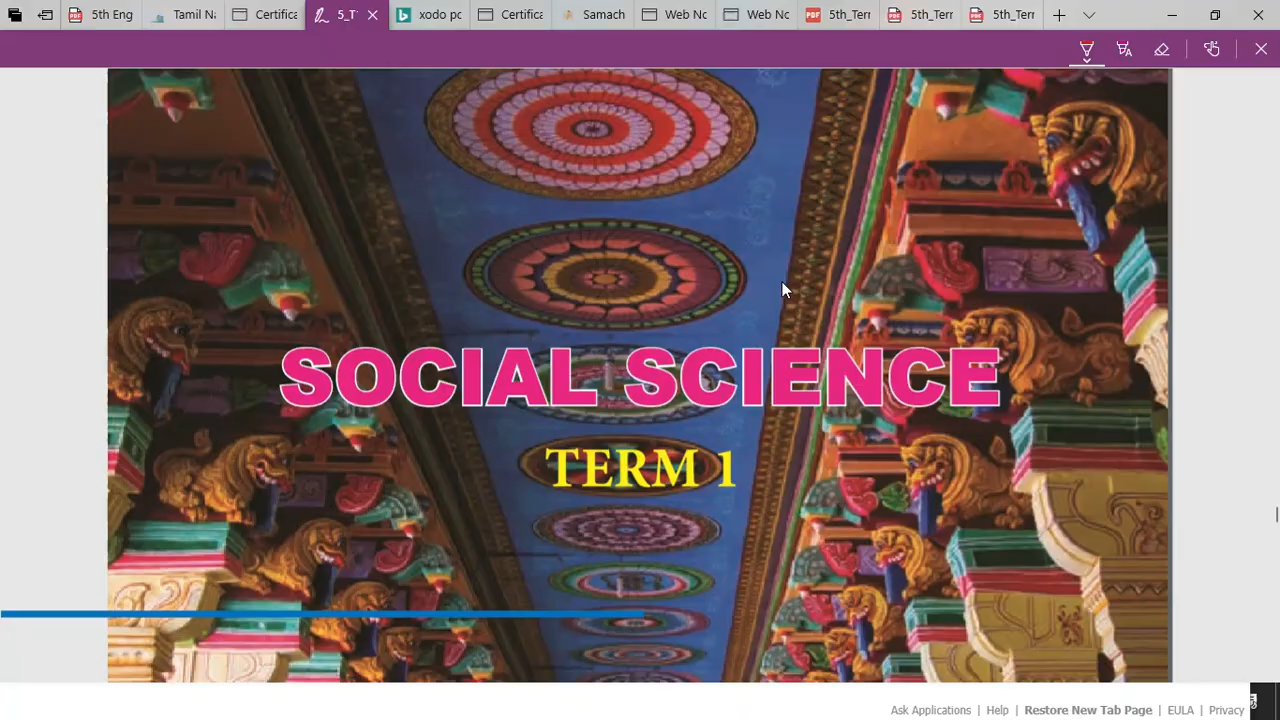 5th Eng
Tamil Na
Certifica
5_T
xodo pc
Certifica
Samach
Web Nc
Web Nc
5th_Terr
5th_Terr
5th_Terr
SOCIAL SCIENCE
TERM 1
Ask Applications | Help | Restore New Tab Page | EULA | Privacy